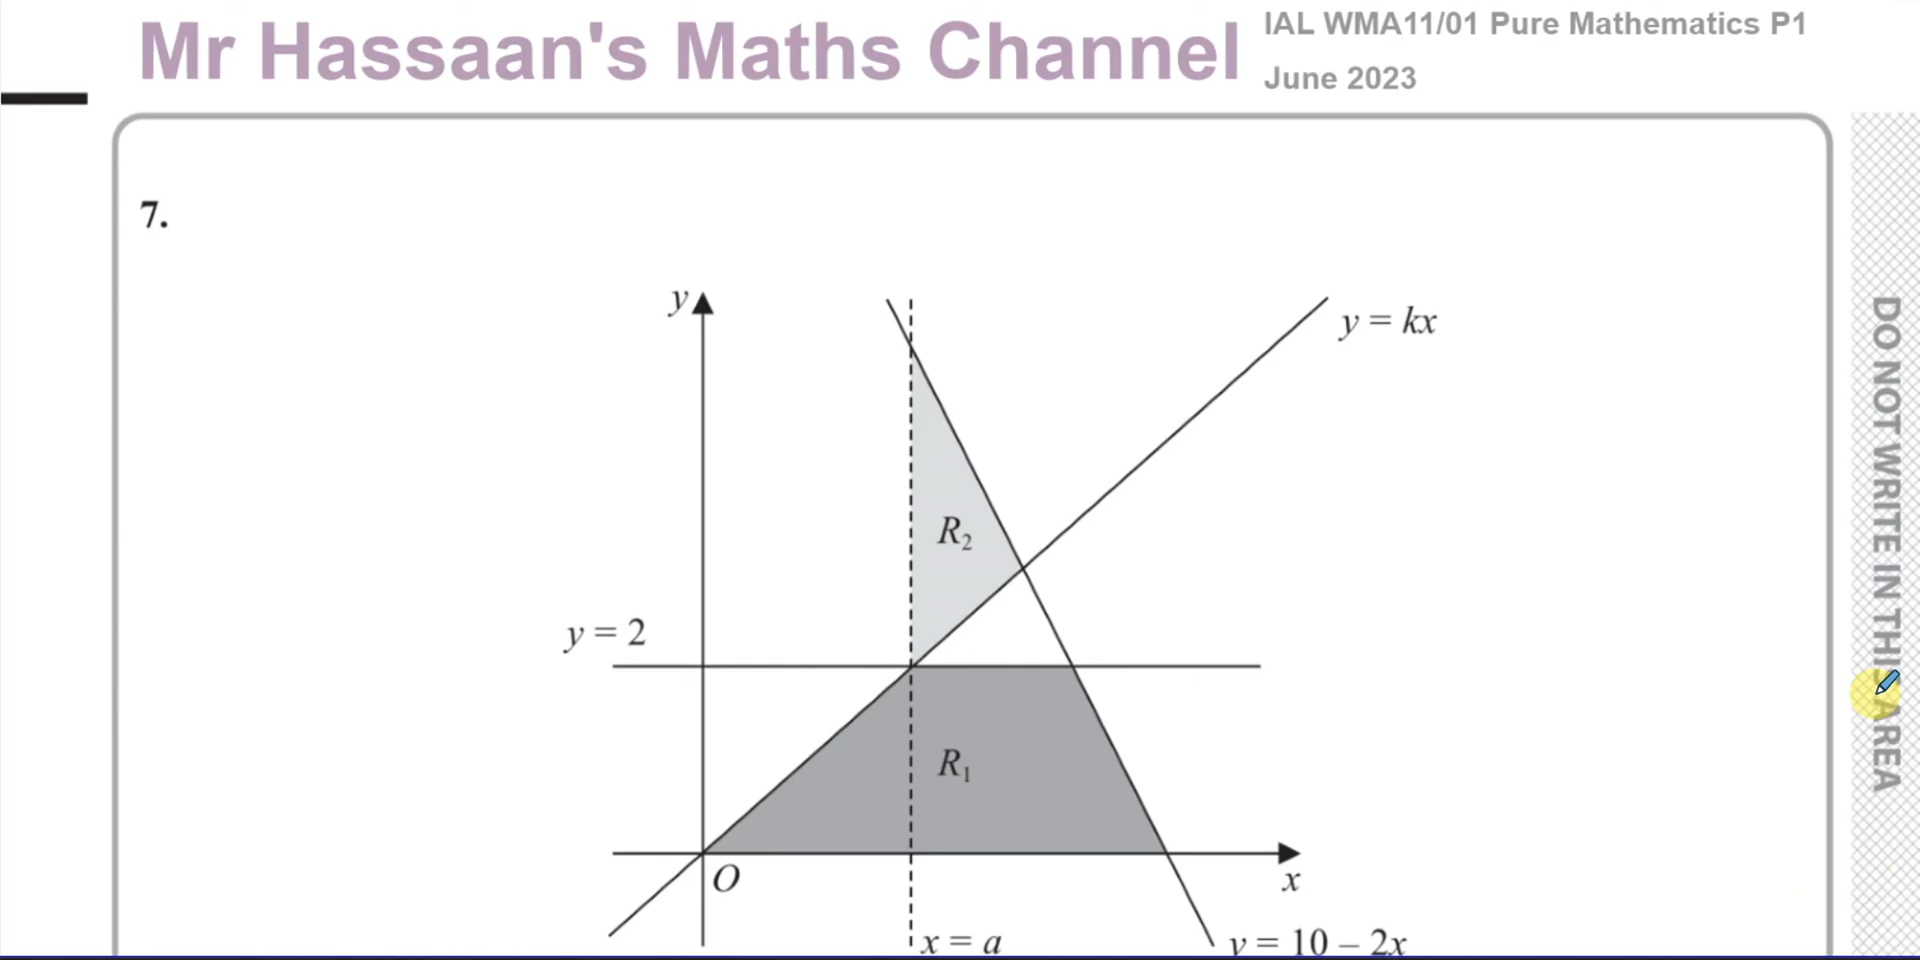 Mr Hassaan's Maths Channel
IAL WMA11/01 Pure Mathematics P1
June 2023
7.
y
y = kx
R₂
y = 2
R₁
O
x
x = a
y = 10 – 2x
DO NOT WRITE IN THIS AREA